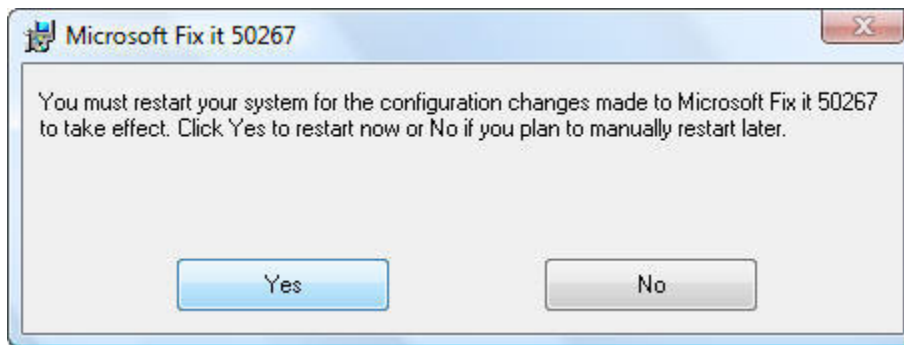 Microsoft Fix it 50267
You must restart your system for the configuration changes made to Microsoft Fix it 50267
to take effect. Click Yes to restart now or No if you plan to manually restart later.
Yes
No